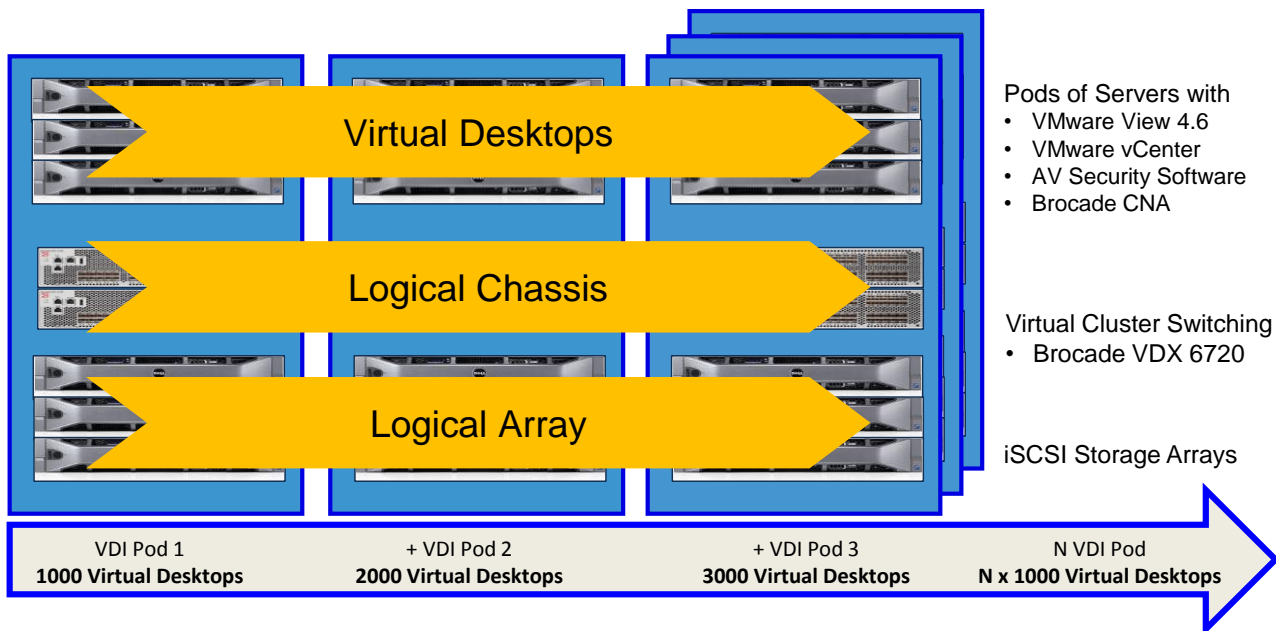 Virtual Desktops
Logical Chassis
Logical Array
Pods of Servers with
• VMware View 4.6
• VMware vCenter
• AV Security Software
• Brocade CNA
Virtual Cluster Switching
• Brocade VDX 6720
iSCSI Storage Arrays
VDI Pod 1
1000 Virtual Desktops
+ VDI Pod 2
2000 Virtual Desktops
+ VDI Pod 3
3000 Virtual Desktops
N VDI Pod
N x 1000 Virtual Desktops